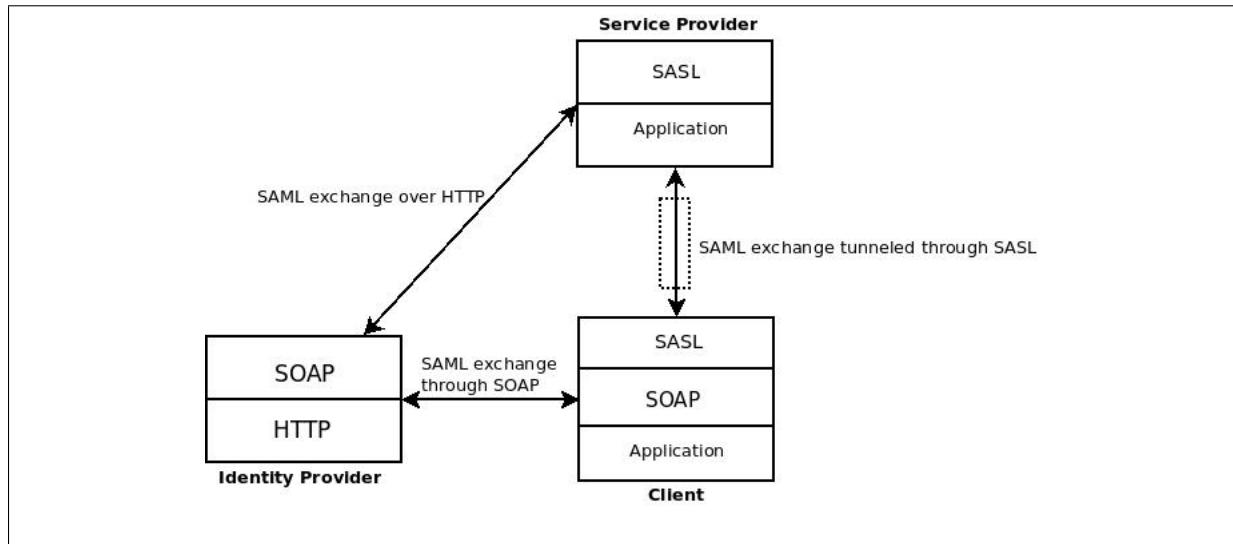 Service Provider
SASL
Application
SAML exchange over HTTP
SAML exchange tunneled through SASL
SOAP
HTTP
Identity Provider
SAML exchange
through SOAP
SASL
SOAP
Application
Client